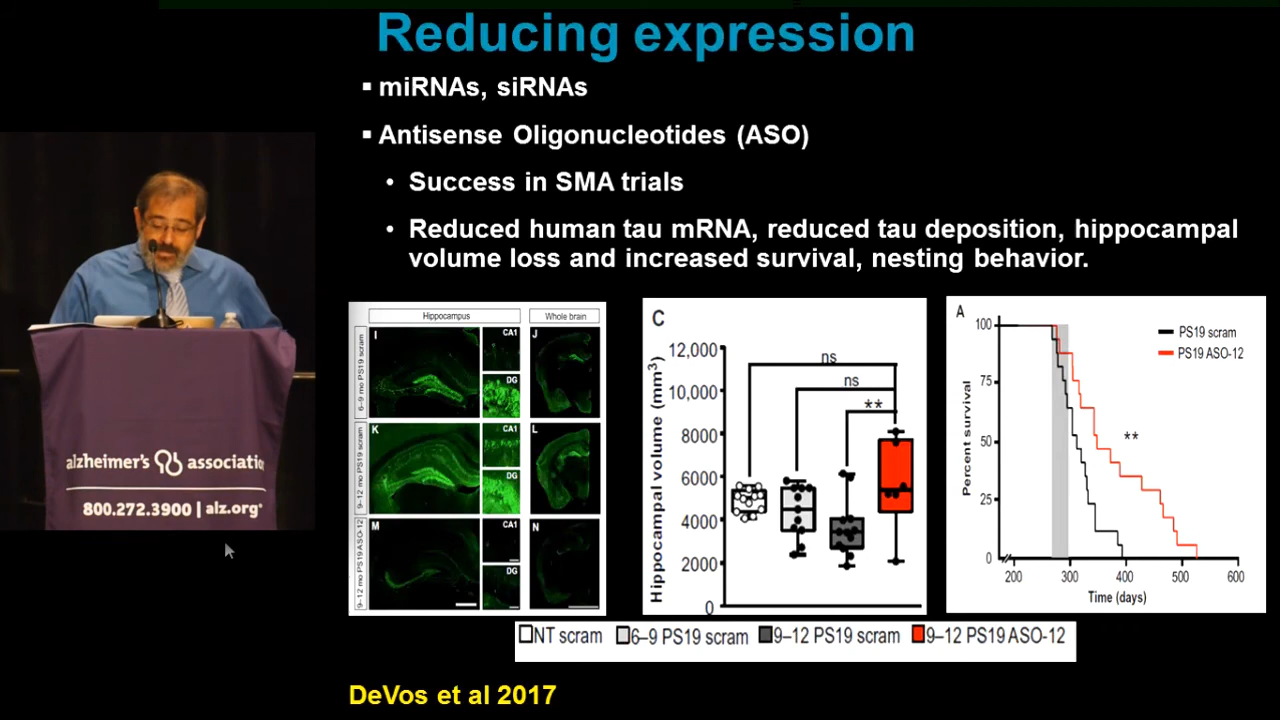 Reducing expression
▪ miRNAs, siRNAs
▪ Antisense Oligonucleotides (ASO)
• Success in SMA trials
• Reduced human tau mRNA, reduced tau deposition, hippocampal
volume loss and increased survival, nesting behavior.
Hippocampus
Whole brain
6–9 mo PS19 scram
I
CA1
DG
J
9–12 mo PS19 scram
K
CA1
DG
L
9–12 mo PS19 ASO-12
M
CA1
DG
N
C
Hippocampal volume (mm³)
12,000
10,000
8000
6000
4000
2000
0
ns
ns
**
A
Percent survival
100
75
50
25
0
PS19 scram
PS19 ASO-12
**
200 300 400 500 600
Time (days)
NT scram 6–9 PS19 scram 9–12 PS19 scram 9–12 PS19 ASO-12
DeVos et al 2017
alzheimer's associatio
800.272.3900 | alz.org®